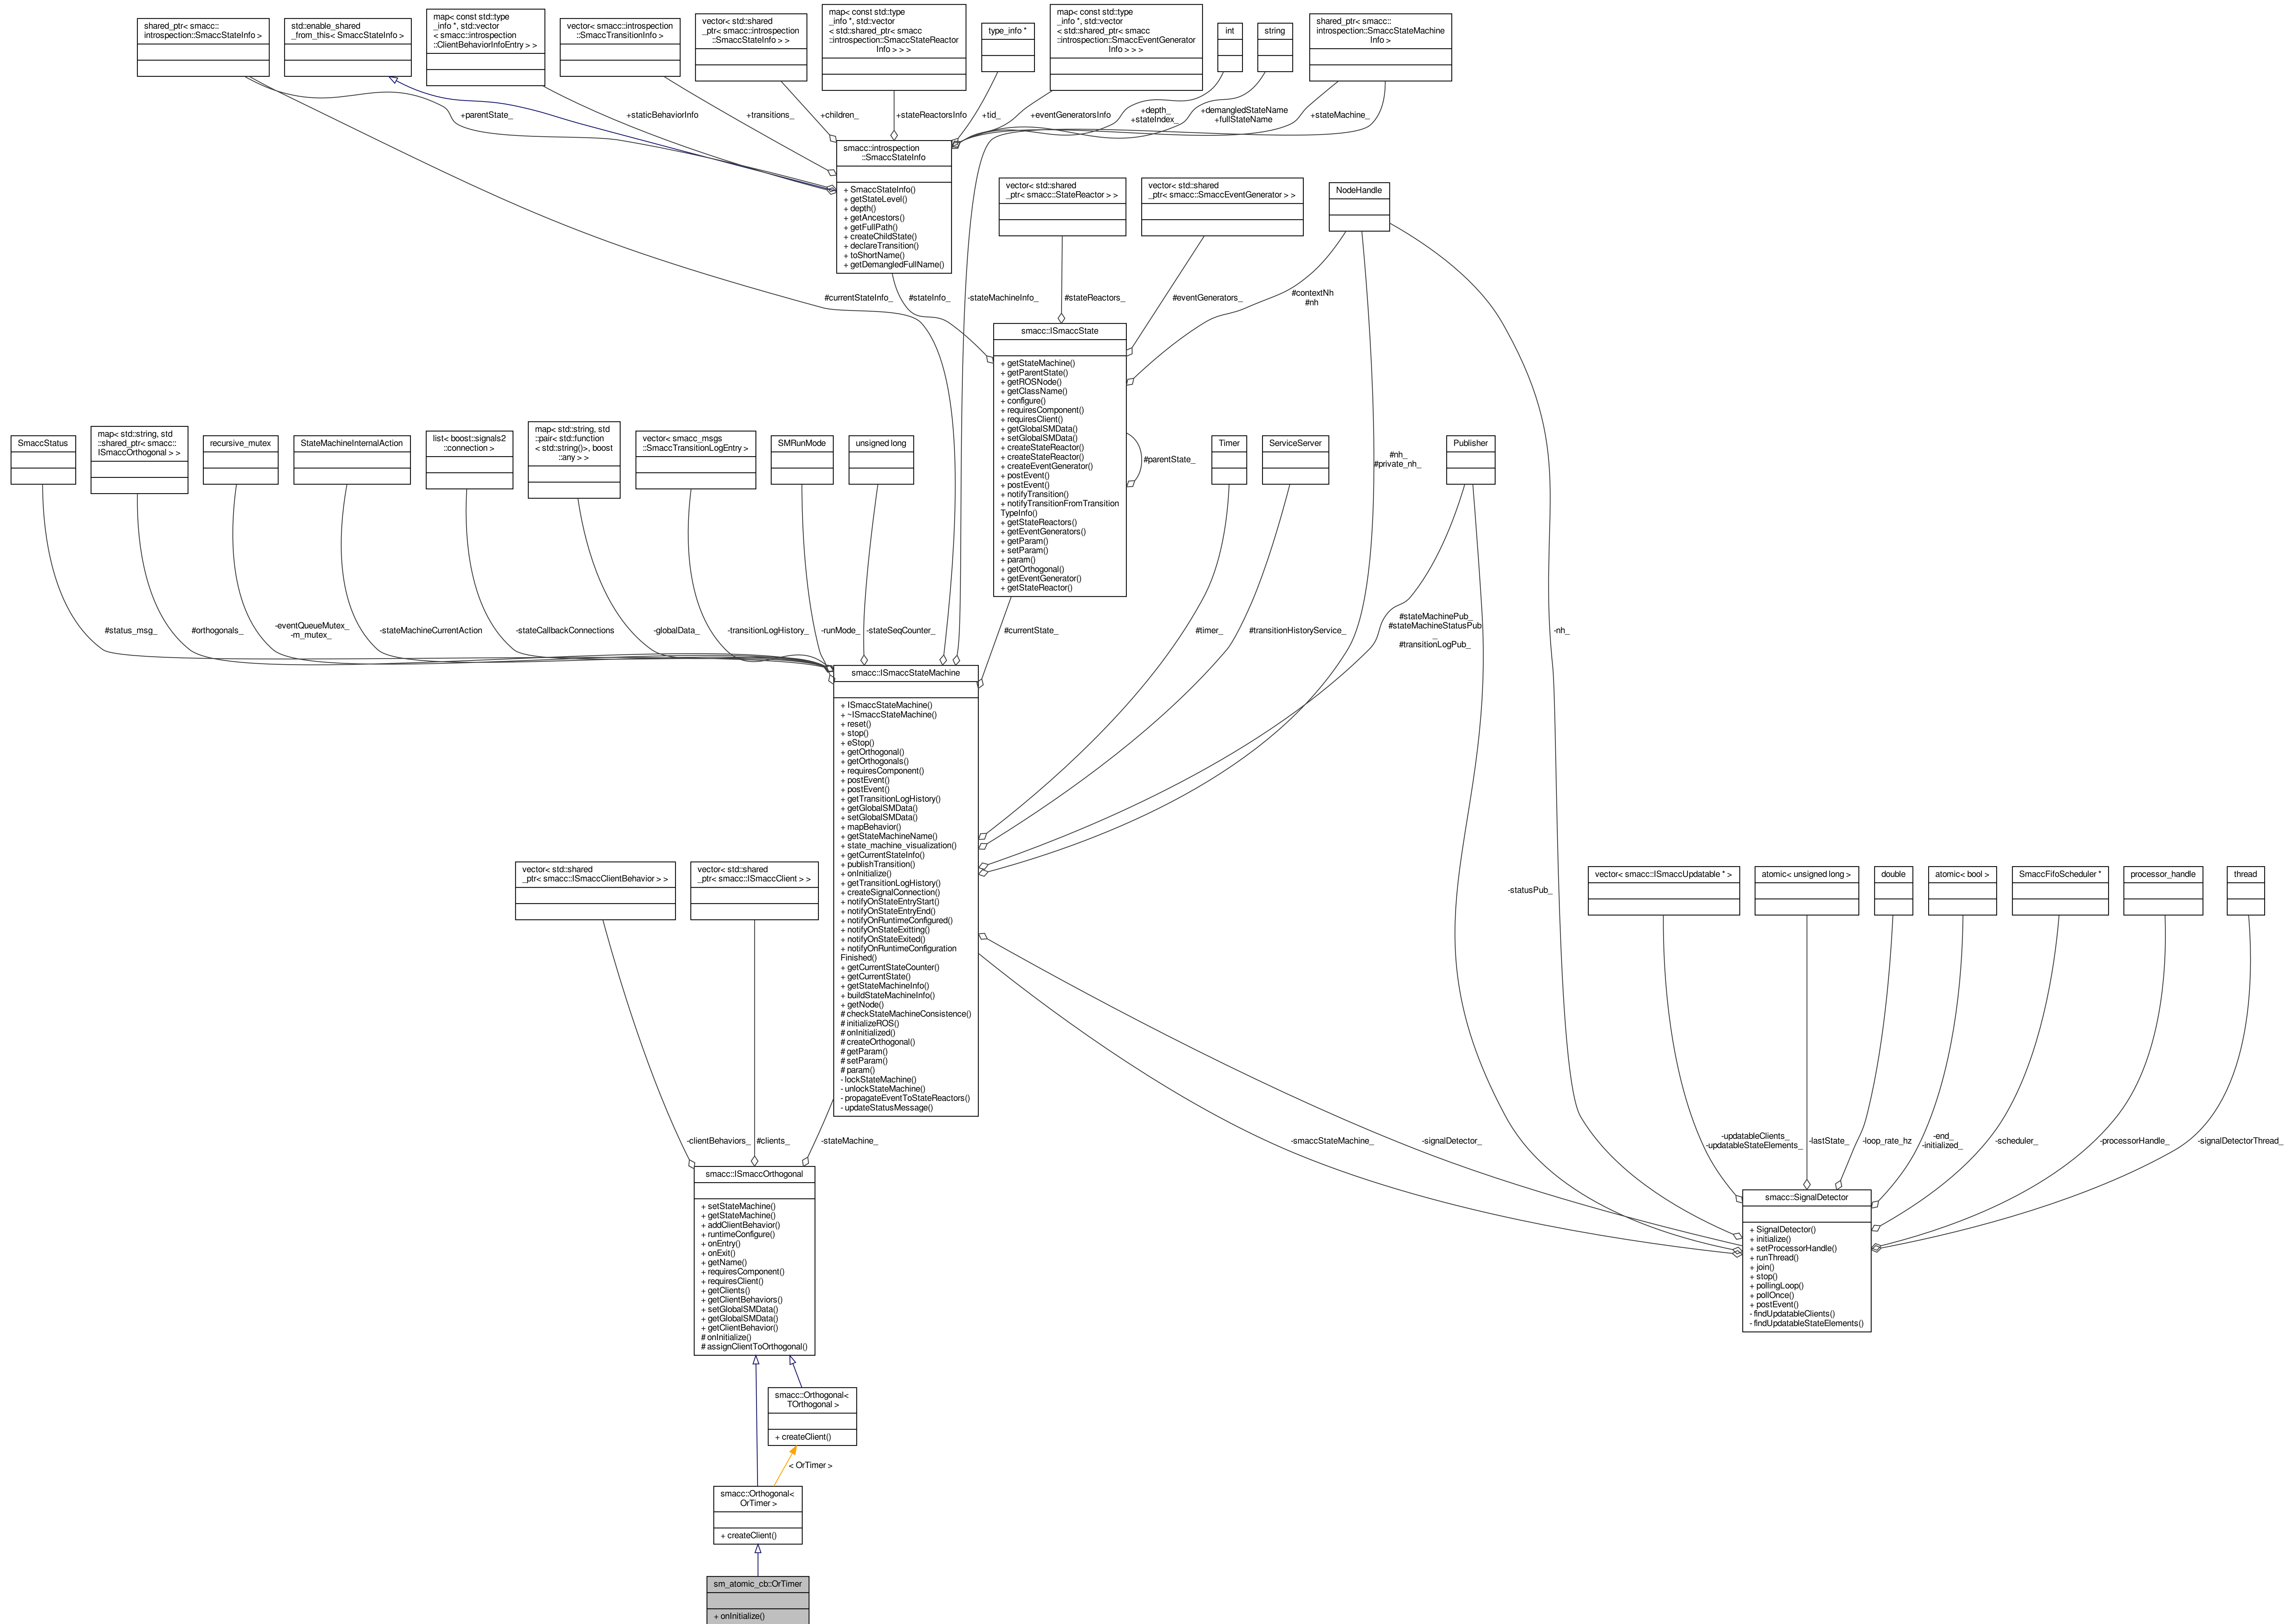 shared_ptr< smacc::
introspection::SmaccStateInfo >
std::enable_shared
_from_this< SmaccStateInfo >
map< const std::type
_info *, std::vector
< smacc::introspection
::ClientBehaviorInfoEntry > >
vector< smacc::introspection
::SmaccTransitionInfo >
vector< std::shared
_ptr< smacc::introspection
::SmaccStateInfo > >
map< const std::type
_info *, std::vector
< std::shared_ptr< smacc
::introspection::SmaccStateReactor
Info > > >
type_info *
map< const std::type
_info *, std::vector
< std::shared_ptr< smacc
::introspection::SmaccEventGenerator
Info > > >
int
string
shared_ptr< smacc::
introspection::SmaccStateMachine
Info >
+parentState_
+staticBehaviorInfo
+transitions_
+children_
+stateReactorsInfo
+tid_
+eventGeneratorsInfo
+depth_
+stateIndex_
+demangledStateName
+fullStateName
+stateMachine_
smacc::introspection
::SmaccStateInfo
+ SmaccStateInfo()
+ getStateLevel()
+ depth()
+ getAncestors()
+ getFullPath()
+ createChildState()
+ declareTransition()
+ toShortName()
+ getDemangledFullName()
vector< std::shared
_ptr< smacc::StateReactor > >
vector< std::shared
_ptr< smacc::SmaccEventGenerator > >
NodeHandle
#currentStateInfo_
#stateInfo_
-stateMachineInfo_
#stateReactors_
#eventGenerators_
#contextNh
#nh
smacc::ISmaccState
+ getStateMachine()
+ getParentState()
+ getROSNode()
+ getClassName()
+ configure()
+ requiresComponent()
+ requiresClient()
+ getGlobalSMData()
+ setGlobalSMData()
+ createStateReactor()
+ createStateReactor()
+ createEventGenerator()
+ postEvent()
+ postEvent()
+ notifyTransition()
+ notifyTransitionFromTransition
TypeInfo()
+ getStateReactors()
+ getEventGenerators()
+ getParam()
+ setParam()
+ param()
+ getOrthogonal()
+ getEventGenerator()
+ getStateReactor()
#parentState_
SmaccStatus
map< std::string, std
::shared_ptr< smacc::
ISmaccOrthogonal > >
recursive_mutex
StateMachineInternalAction
list< boost::signals2
::connection >
map< std::string, std
::pair< std::function
< std::string()>, boost
::any > >
vector< smacc_msgs
::SmaccTransitionLogEntry >
SMRunMode
unsigned long
Timer
ServiceServer
Publisher
#nh_
#private_nh_
#status_msg_
#orthogonals_
-eventQueueMutex_
-m_mutex_
-stateMachineCurrentAction
-stateCallbackConnections
-globalData_
-transitionLogHistory_
-runMode_
-stateSeqCounter_
#currentState_
#timer_
#transitionHistoryService_
#stateMachinePub_
#stateMachineStatusPub
_
#transitionLogPub_
-nh_
smacc::ISmaccStateMachine
+ ISmaccStateMachine()
+ ~ISmaccStateMachine()
+ reset()
+ stop()
+ eStop()
+ getOrthogonal()
+ getOrthogonals()
+ requiresComponent()
+ postEvent()
+ postEvent()
+ getTransitionLogHistory()
+ getGlobalSMData()
+ setGlobalSMData()
+ mapBehavior()
+ getStateMachineName()
+ state_machine_visualization()
+ getCurrentStateInfo()
+ publishTransition()
+ onInitialize()
+ getTransitionLogHistory()
+ createSignalConnection()
+ notifyOnStateEntryStart()
+ notifyOnStateEntryEnd()
+ notifyOnRuntimeConfigured()
+ notifyOnStateExitting()
+ notifyOnStateExited()
+ notifyOnRuntimeConfiguration
Finished()
+ getCurrentStateCounter()
+ getCurrentState()
+ getStateMachineInfo()
+ buildStateMachineInfo()
+ getNode()
# checkStateMachineConsistence()
# initializeROS()
# onInitialized()
# createOrthogonal()
# getParam()
# setParam()
# param()
- lockStateMachine()
- unlockStateMachine()
- propagateEventToStateReactors()
- updateStatusMessage()
vector< std::shared
_ptr< smacc::ISmaccClientBehavior > >
vector< std::shared
_ptr< smacc::ISmaccClient > >
-statusPub_
vector< smacc::ISmaccUpdatable * >
atomic< unsigned long >
double
atomic< bool >
SmaccFifoScheduler *
processor_handle
thread
-clientBehaviors_
#clients_
-stateMachine_
-smaccStateMachine_
-signalDetector_
-updatableClients_
-updatableStateElements_
-lastState_
-loop_rate_hz
-end_
-initialized_
-scheduler_
-processorHandle_
-signalDetectorThread_
smacc::ISmaccOrthogonal
+ setStateMachine()
+ getStateMachine()
+ addClientBehavior()
+ runtimeConfigure()
+ onEntry()
+ onExit()
+ getName()
+ requiresComponent()
+ requiresClient()
+ getClients()
+ getClientBehaviors()
+ setGlobalSMData()
+ getGlobalSMData()
+ getClientBehavior()
# onInitialize()
# assignClientToOrthogonal()
smacc::SignalDetector
+ SignalDetector()
+ initialize()
+ setProcessorHandle()
+ runThread()
+ join()
+ stop()
+ pollingLoop()
+ pollOnce()
+ postEvent()
- findUpdatableClients()
- findUpdatableStateElements()
smacc::Orthogonal<
TOrthogonal >
+ createClient()
< OrTimer >
smacc::Orthogonal<
OrTimer >
+ createClient()
sm_atomic_cb::OrTimer
+ onInitialize()